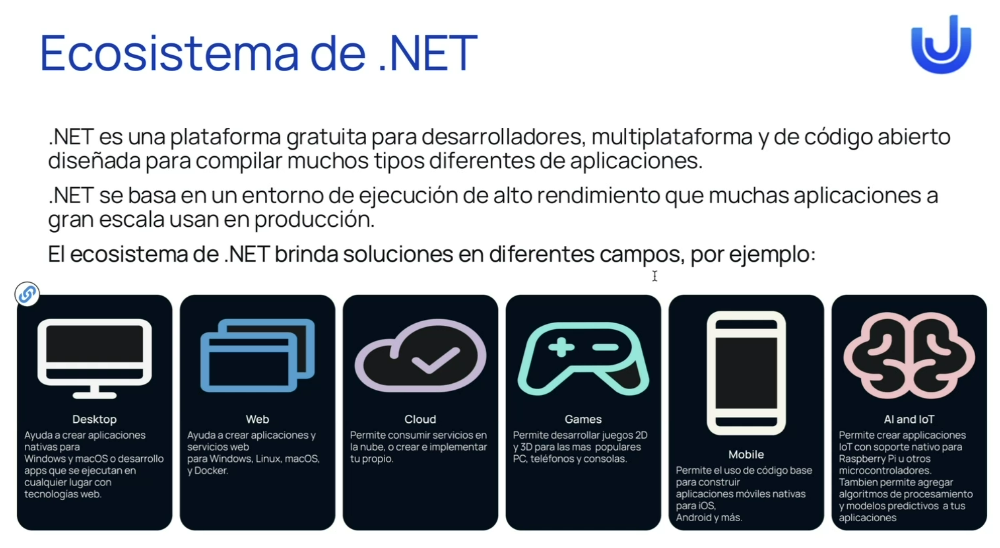 Ecosistema de .NET
.NET es una plataforma gratuita para desarrolladores, multiplataforma y de código abierto
diseñada para compilar muchos tipos diferentes de aplicaciones.
.NET se basa en un entorno de ejecución de alto rendimiento que muchas aplicaciones a
gran escala usan en producción.
El ecosistema de .NET brinda soluciones en diferentes campos, por ejemplo:
Desktop
Ayuda a crear aplicaciones
nativas para
Windows y macOS o desarrollo
apps que se ejecutan en
cualquier lugar con
tecnologías web.
Web
Ayuda a crear aplicaciones y
servicios web
para Windows, Linux, macOS,
y Docker.
Cloud
Permite consumir servicios en
la nube, o crear e implementar
tu propio.
Games
Permite desarrollar juegos 2D
y 3D para las mas populares
PC, teléfonos y consolas.
Mobile
Permite el uso de código base
para construir
aplicaciones móviles nativas
para iOS,
Android y más.
AI and IoT
Permite crear applicaciones
IoT con soporte nativo para
Raspberry Pi u otros
microcontroladores.
Tambien permite agregar
algoritmos de procesamiento
y modelos predictivos a tus
aplicaciones